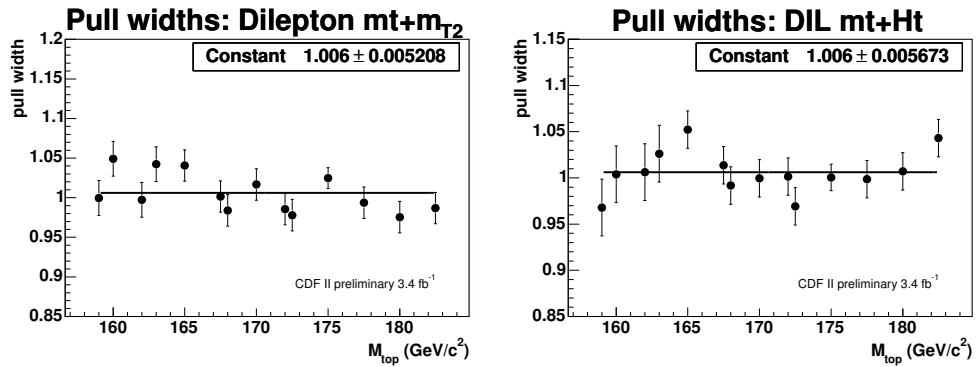 Pull widths: Dilepton mt+m_T2
pull width
1.2
1.15
1.1
1.05
1
0.95
0.9
0.85
Constant 1.006 ± 0.005208
CDF II preliminary 3.4 fb⁻¹
160 165 170 175 180
M_top (GeV/c²)
Pull widths: DIL mt+Ht
pull width
1.15
1.1
1.05
1
0.95
0.9
0.85
Constant 1.006 ± 0.005673
CDF II preliminary 3.4 fb⁻¹
160 165 170 175 180
M_top (GeV/c²)